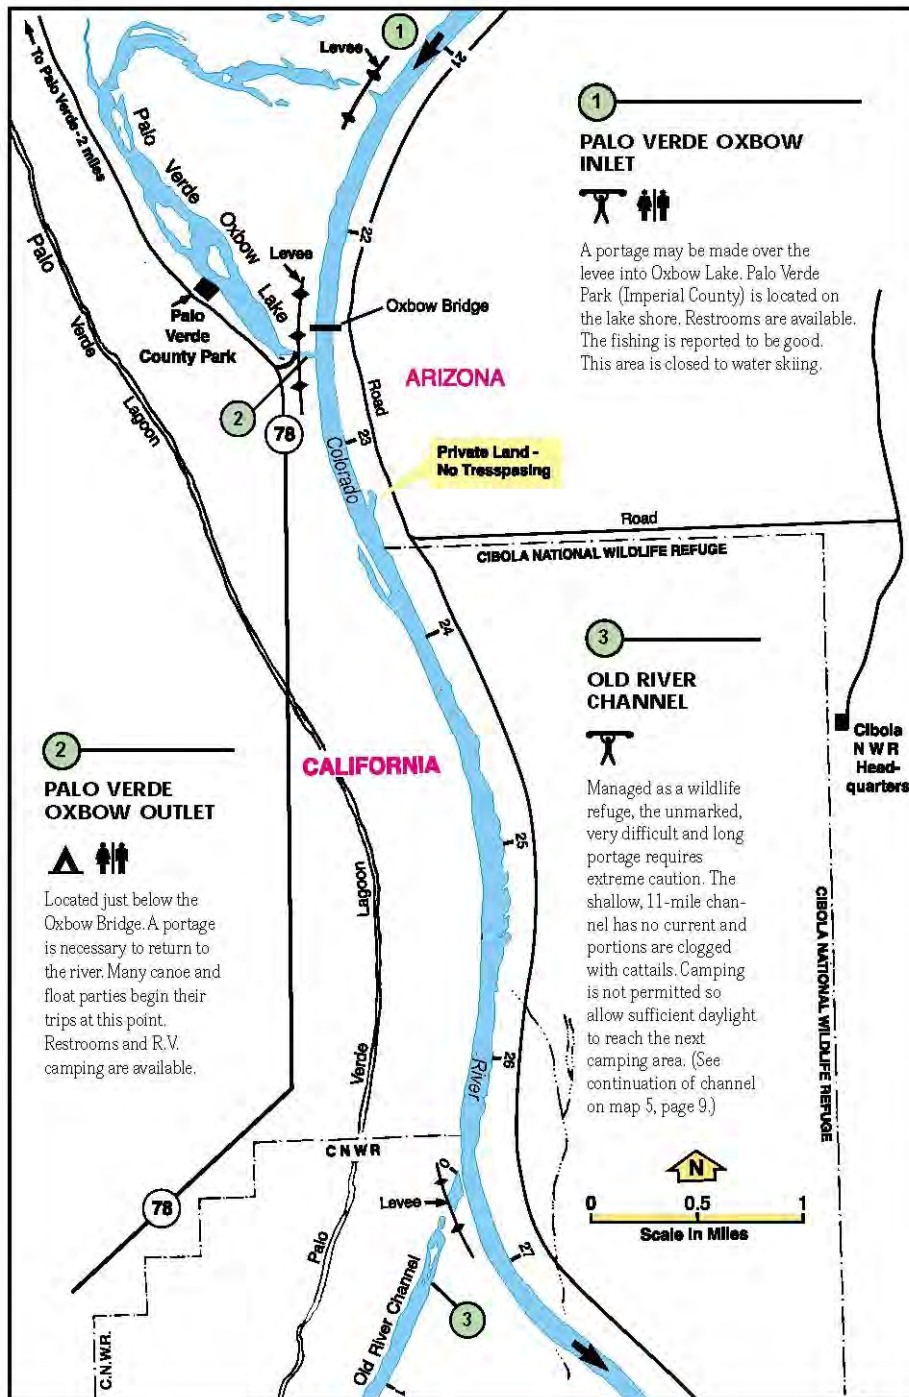 1
Levee
21
To Palo Verde - 2 miles
Palo
Verde
Oxbow
Lake
22
Levee
Oxbow Bridge
Palo
Verde
County Park
2
78
ARIZONA
Road
23
Colorado
Private Land -
No Tresspasing
Palo
Verde
Lagoon
Road
CIBOLA NATIONAL WILDLIFE REFUGE
24
1
PALO VERDE OXBOW
INLET
A portage may be made over the
levee into Oxbow Lake. Palo Verde
Park (Imperial County) is located on
the lake shore. Restrooms are available.
The fishing is reported to be good.
This area is closed to water skiing.
3
OLD RIVER
CHANNEL
Managed as a wildlife
refuge, the unmarked,
very difficult and long
portage requires
extreme caution. The
shallow, 11-mile chan-
nel has no current and
portions are clogged
with cattails. Camping
is not permitted so
allow sufficient daylight
to reach the next
camping area. (See
continuation of channel
on map 5, page 9.)
Cibola
N W R
Head-
quarters
CIBOLA NATIONAL WILDLIFE REFUGE
CALIFORNIA
2
PALO VERDE
OXBOW OUTLET
Located just below the
Oxbow Bridge. A portage
is necessary to return to
the river. Many canoe and
float parties begin their
trips at this point.
Restrooms and R.V.
camping are available.
25
Lagoon
Verde
Palo
26
River
C N W R
0
Levee
78
27
3
Old River Channel
1
C.N.W.R.
N
0 0.5 1
Scale in Miles